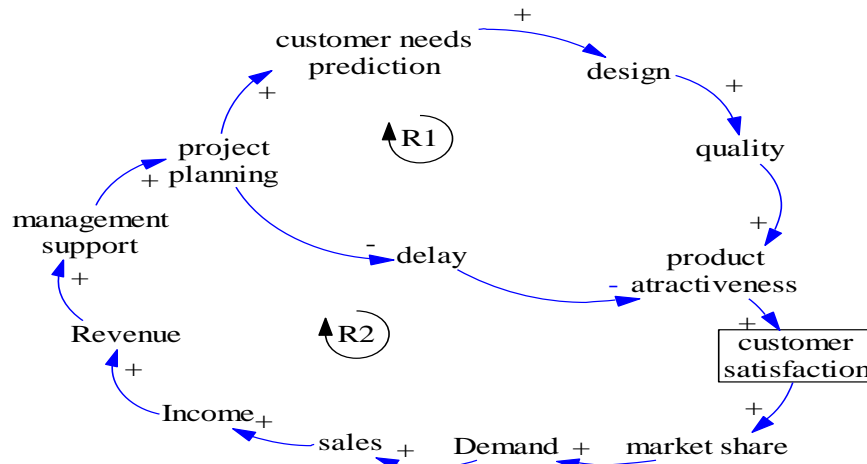 customer needs
prediction
+
design
+
+
project
planning
R1
quality
+
management
support
+
-
delay
product
atractiveness
+
-
R2
Revenue
+
customer
satisfaction
+
Income
+
sales
+
Demand
+
market share
+